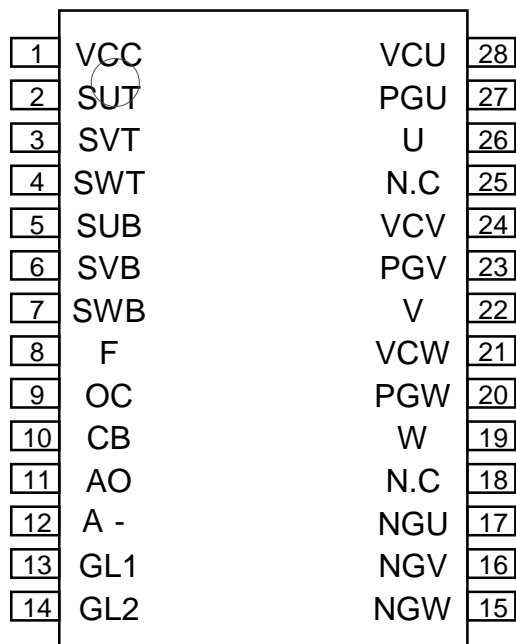 1 VCC VCU 28
2 SUT PGU 27
3 SVT U 26
4 SWT N.C 25
5 SUB VCV 24
6 SVB PGV 23
7 SWB V 22
8 F VCW 21
9 OC PGW 20
10 CB W 19
11 AO N.C 18
12 A - NGU 17
13 GL1 NGV 16
14 GL2 NGW 15